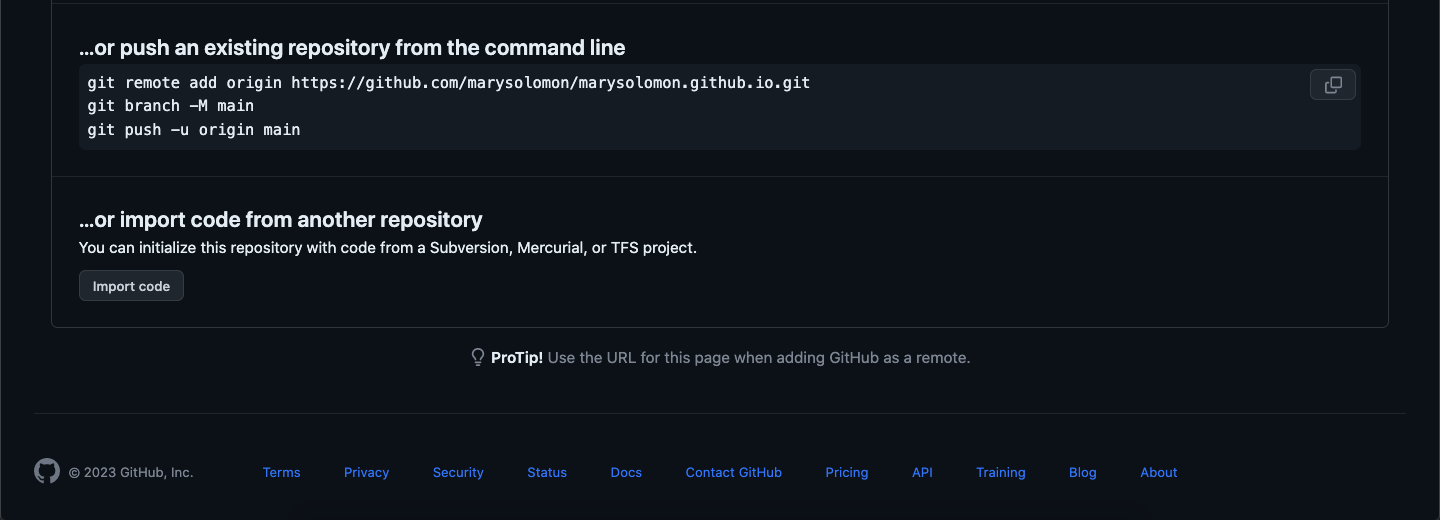 ...or push an existing repository from the command line
git remote add origin https://github.com/marysolomon/marysolomon.github.io.git
git branch -M main
git push -u origin main
...or import code from another repository
You can initialize this repository with code from a Subversion, Mercurial, or TFS project.
Import code
ProTip! Use the URL for this page when adding GitHub as a remote.
© 2023 GitHub, Inc. Terms Privacy Security Status Docs Contact GitHub Pricing API Training Blog About